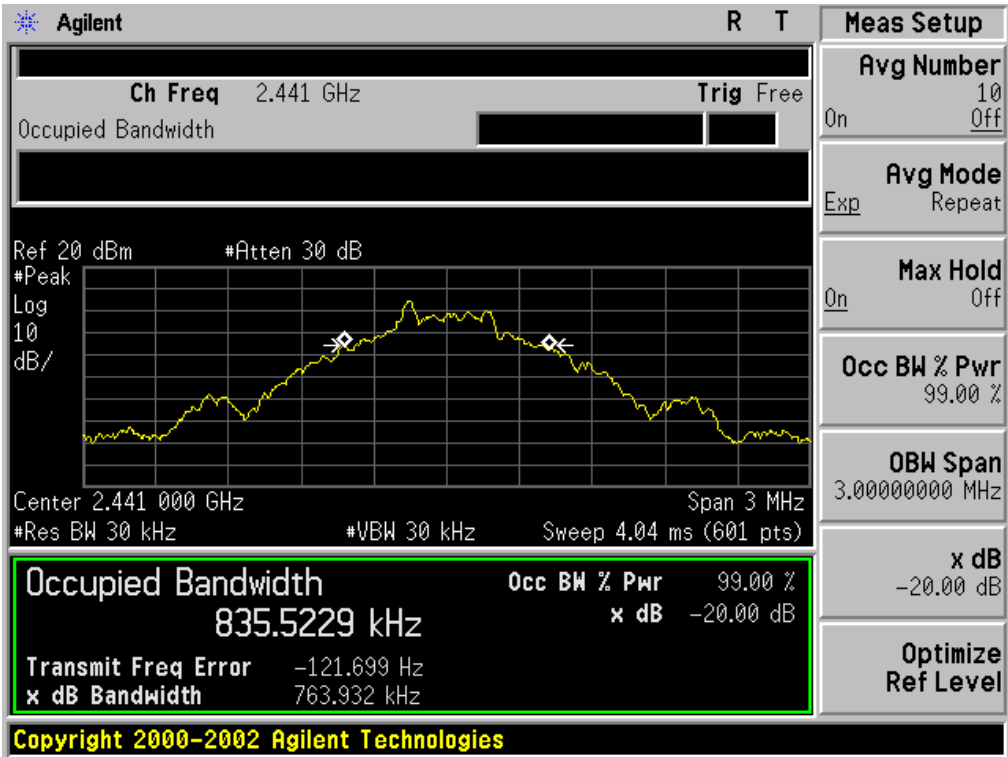 Agilent R T
Ch Freq 2.441 GHz Trig Free
Occupied Bandwidth
Ref 20 dBm #Atten 30 dB
#Peak
Log
10
dB/
Center 2.441 000 GHz Span 3 MHz
#Res BW 30 kHz #VBW 30 kHz Sweep 4.04 ms (601 pts)
Occupied Bandwidth Occ BW % Pwr 99.00 %
835.5229 kHz x dB -20.00 dB
Transmit Freq Error -121.699 Hz
x dB Bandwidth 763.932 kHz
Copyright 2000-2002 Agilent Technologies
Meas Setup
Avg Number
10
On Off
Avg Mode
Exp Repeat
Max Hold
On Off
Occ BW % Pwr
99.00 %
OBW Span
3.00000000 MHz
x dB
-20.00 dB
Optimize
Ref Level